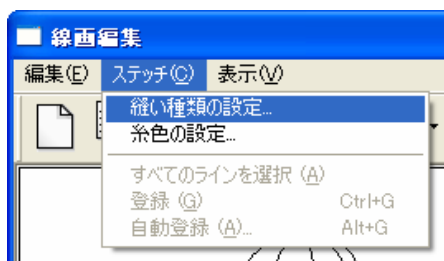 線画編集
編集(E) ステッチ(C) 表示(V)
縫い種類の設定...
糸色の設定...
すべてのラインを選択 (A)
登録 (G) Ctrl+G
自動登録 (A)... Alt+G